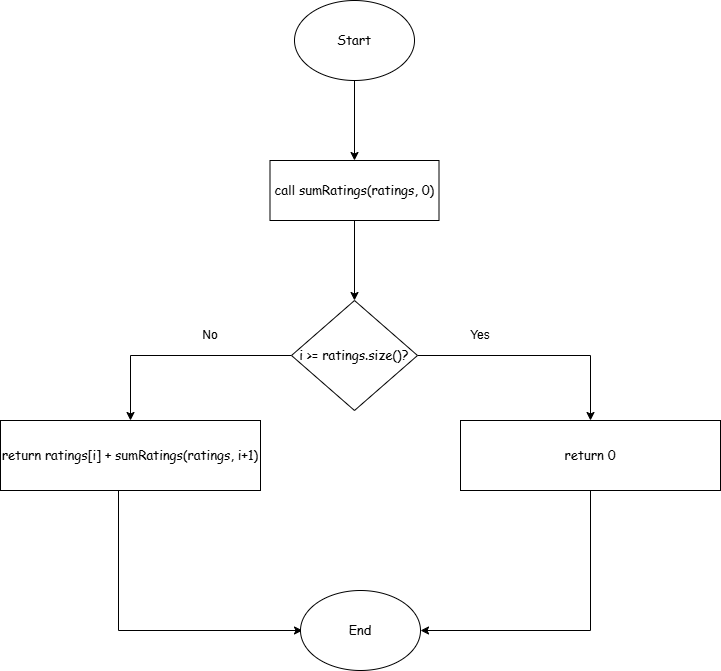 Start
call sumRatings(ratings, 0)
i >= ratings.size()?
No
Yes
return ratings[i] + sumRatings(ratings, i+1)
return 0
End